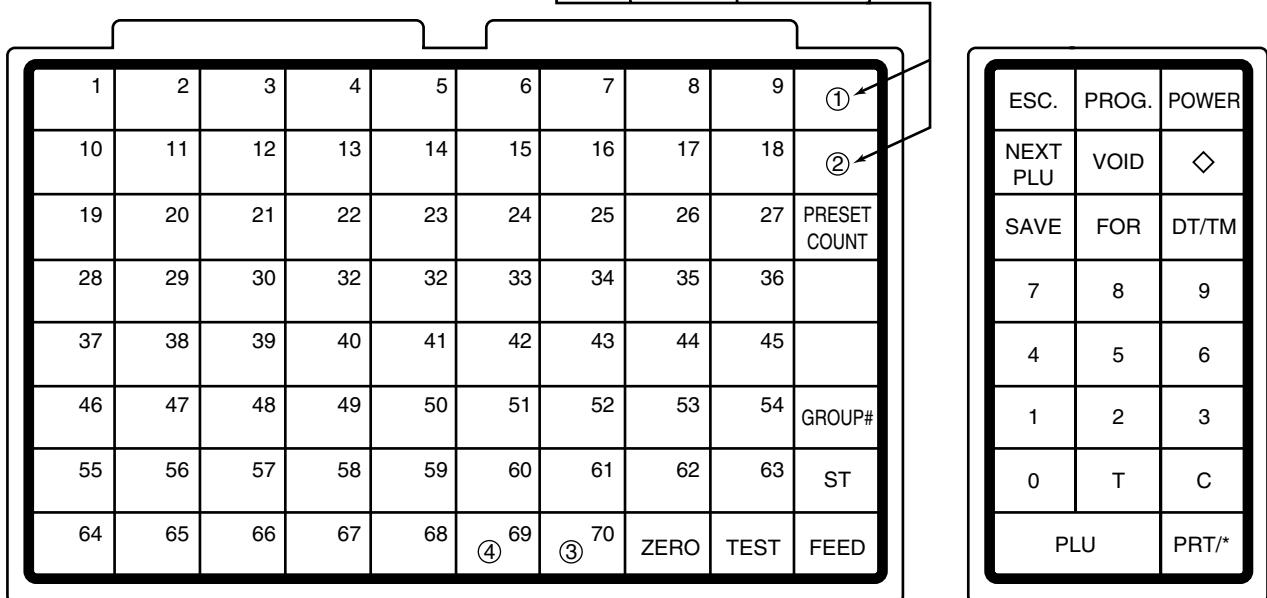 1 2 3 4 5 6 7 8 9 ①
10 11 12 13 14 15 16 17 18 ②
19 20 21 22 23 24 25 26 27 PRESET
COUNT
28 29 30 32 32 33 34 35 36
37 38 39 40 41 42 43 44 45
46 47 48 49 50 51 52 53 54 GROUP#
55 56 57 58 59 60 61 62 63 ST
64 65 66 67 68 ④ 69 ③ 70 ZERO TEST FEED
ESC. PROG. POWER
NEXT
PLU VOID ◇
SAVE FOR DT/TM
7 8 9
4 5 6
1 2 3
0 T C
PLU PRT/*